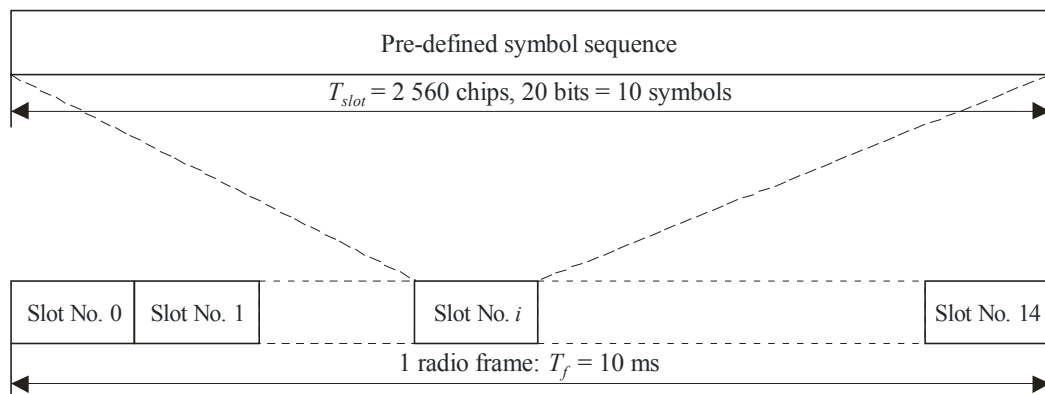 Pre-defined symbol sequence
T_slot = 2 560 chips, 20 bits = 10 symbols
Slot No. 0 Slot No. 1 Slot No. i Slot No. 14
1 radio frame: T_f = 10 ms